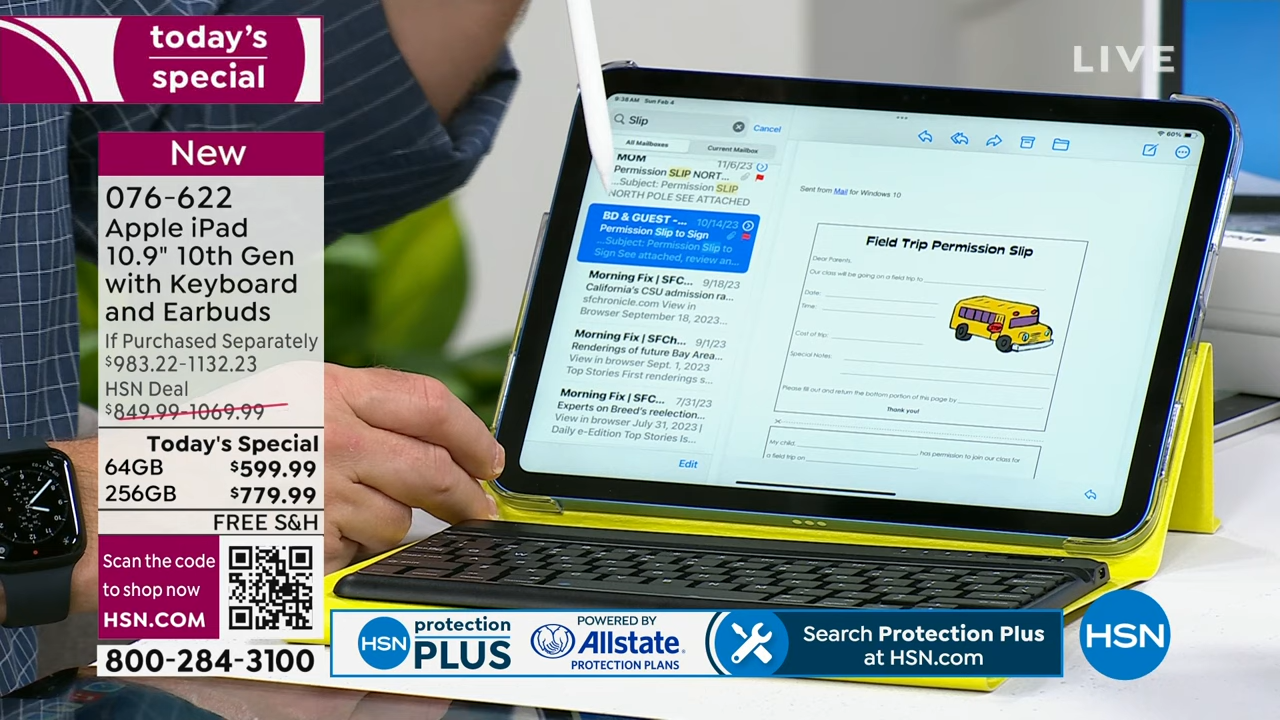 today's
special
LIVE
New
076-622
Apple iPad
10.9" 10th Gen
with Keyboard
and Earbuds
If Purchased Separately
$983.22-1132.23
HSN Deal
$849.99-1069.99
Today's Special
64GB $599.99
256GB $779.99
FREE S&H
Scan the code
to shop now
HSN.COM
800-284-3100
9:38 AM Sun Feb 4
60%
Slip
Cancel
All Mailboxes
Current Mailbox
MOM 11/6/23
Permission SLIP NORT...
...Subject: Permission SLIP
NORTH POLE SEE ATTACHED
BD & GUEST -... 10/14/23
Permission Slip to Sign
...Subject: Permission Slip to
Sign See attached, review an...
Morning Fix | SFC... 9/18/23
California's CSU admission ra...
sfchronicle.com View in
Browser September 18, 2023...
Morning Fix | SFCh... 9/1/23
Renderings of future Bay Area...
View in browser Sept. 1, 2023
Top Stories First renderings s...
Morning Fix | SFC... 7/31/23
Experts on Breed's reelection...
View in browser July 31, 2023 |
Daily e-Edition Top Stories Is...
Edit
Sent from Mail for Windows 10
Field Trip Permission Slip
Dear Parents,
Our class will be going on a field trip to
Date:
Time:
Cost of trip:
Special Notes:
Please fill out and return the bottom portion of this page by
Thank you!
My child, has permission to join our class for
a field trip on
HSN
protection
PLUS
POWERED BY
Allstate
PROTECTION PLANS
Search Protection Plus
at HSN.com
HSN